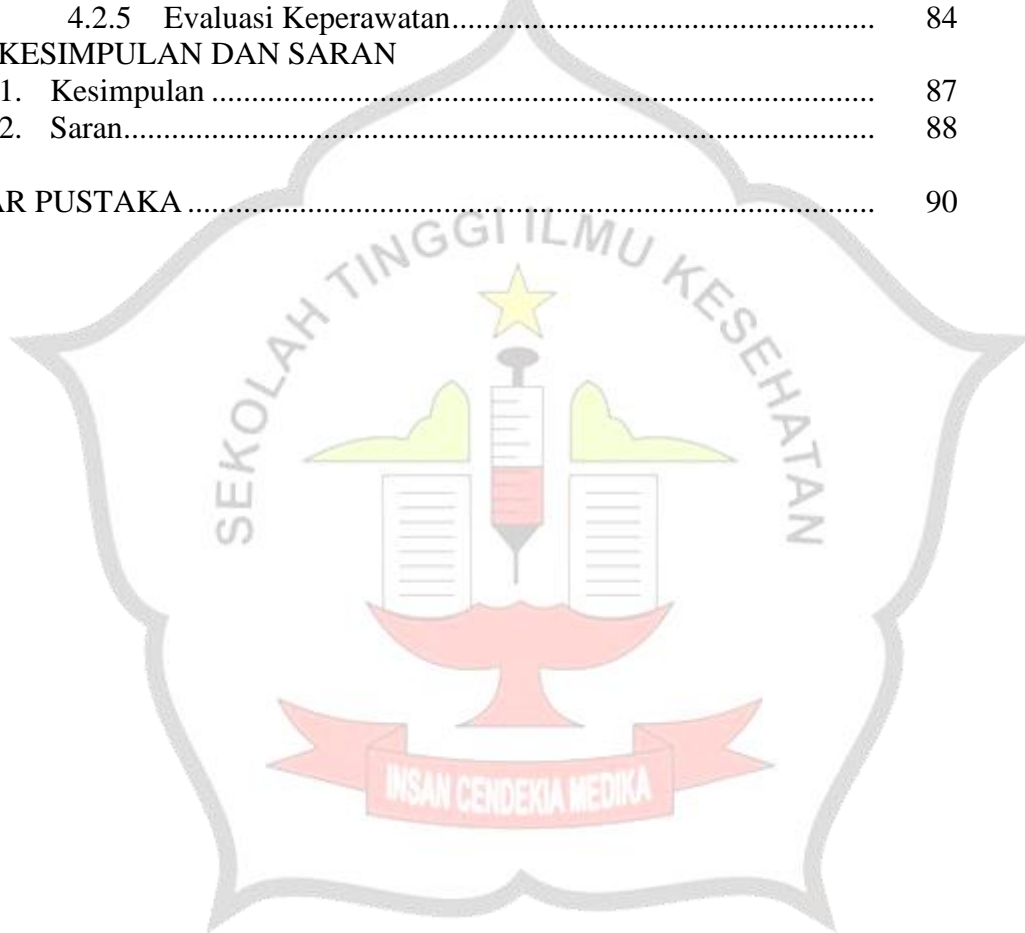 4.2.5 Evaluasi Keperawatan........................................................ 84
KESIMPULAN DAN SARAN
1. Kesimpulan ........................................................................................ 87
2. Saran.................................................................................................... 88
AR PUSTAKA ............................................................................................ 90
SEKOLAH TINGGI ILMU KESEHATAN
INSAN CENDEKIA MEDIKA